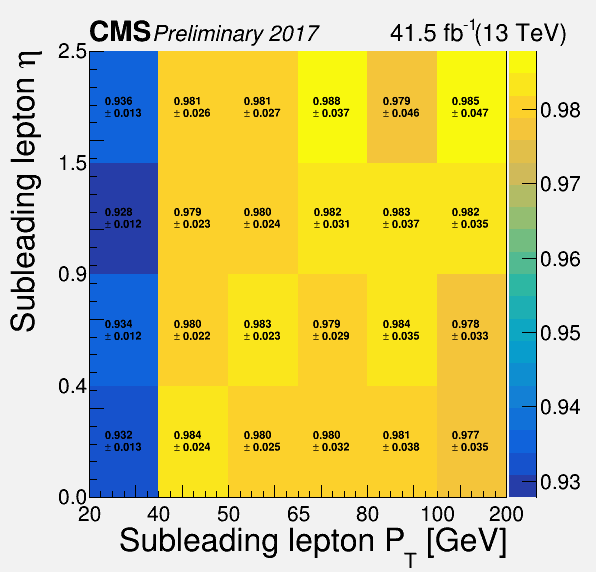 CMS Preliminary 2017 41.5 fb⁻¹(13 TeV)
Subleading lepton η
2.5
0.936 0.981 0.981 0.988 0.979 0.985
± 0.013 ± 0.026 ± 0.027 ± 0.037 ± 0.046 ± 0.047
1.5
0.928 0.979 0.980 0.982 0.983 0.982
± 0.012 ± 0.023 ± 0.024 ± 0.031 ± 0.037 ± 0.035
0.9
0.934 0.980 0.983 0.979 0.984 0.978
± 0.012 ± 0.022 ± 0.023 ± 0.029 ± 0.035 ± 0.033
0.4
0.932 0.984 0.980 0.980 0.981 0.977
± 0.013 ± 0.024 ± 0.025 ± 0.032 ± 0.038 ± 0.035
0.0
20 40 50 65 80 100 200
Subleading lepton P_T [GeV]
0.98
0.97
0.96
0.95
0.94
0.93